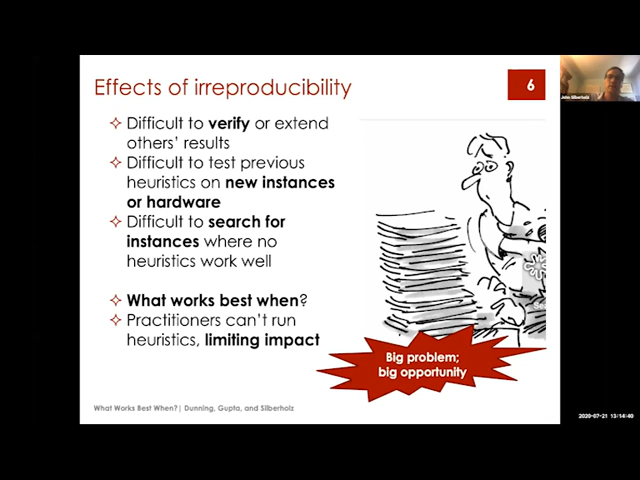 Effects of irreproducibility
6
Difficult to verify or extend
others' results
Difficult to test previous
heuristics on new instances
or hardware
Difficult to search for
instances where no
heuristics work well
What works best when?
Practitioners can't run
heuristics, limiting impact
Big problem;
big opportunity
What Works Best When?| Dunning, Gupta, and Silberholz
John Silberholz
2020-07-21 13:14:40